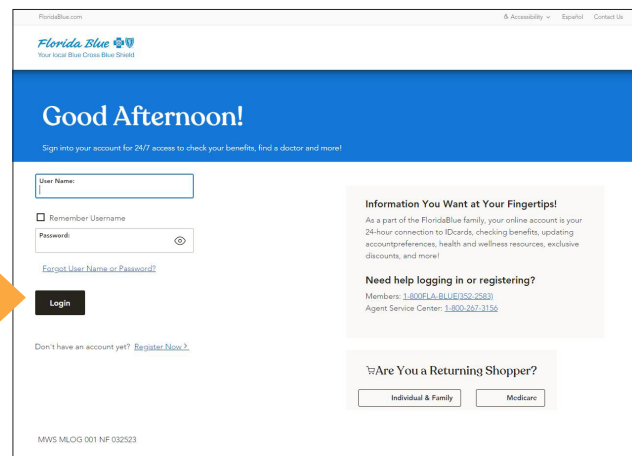 FloridaBlue.com
Accessibility
Español
Contact Us
Florida Blue
Your local Blue Cross Blue Shield
Good Afternoon!
Sign into your account for 24/7 access to check your benefits, find a doctor and more!
User Name:
Remember Username
Password:
Forgot User Name or Password?
Login
Don't have an account yet? Register Now >
Information You Want at Your Fingertips!
As a part of the FloridaBlue family, your online account is your
24-hour connection to IDcards, checking benefits, updating
accountpreferences, health and wellness resources, exclusive
discounts, and more!
Need help logging in or registering?
Members: 1-800FLA-BLUE(352-2583)
Agent Service Center: 1-800-267-3156
Are You a Returning Shopper?
Individual & Family
Medicare
MWS MLOG 001 NF 032523